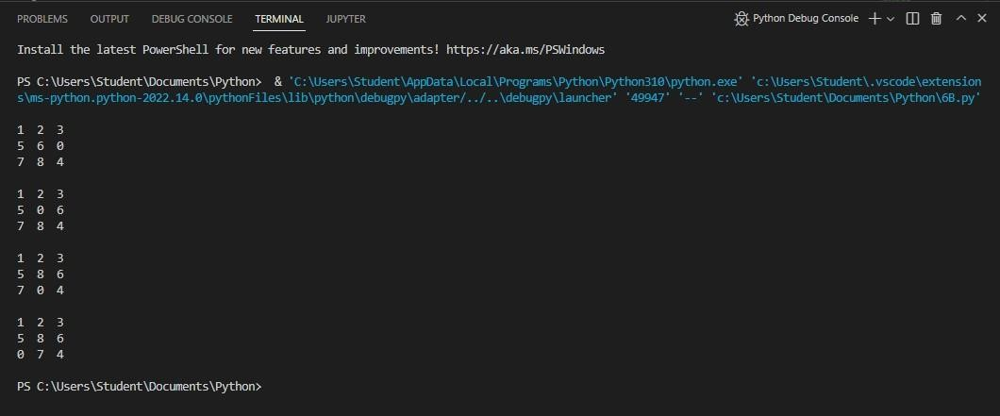 PROBLEMS OUTPUT DEBUG CONSOLE TERMINAL JUPYTER Python Debug Console
Install the latest PowerShell for new features and improvements! https://aka.ms/PSWindows
PS C:\Users\Student\Documents\Python>  & 'C:\Users\Student\AppData\Local\Programs\Python\Python310\python.exe' 'c:\Users\Student\.vscode\extension
s\ms-python.python-2022.14.0\pythonFiles\lib\python\debugpy\adapter/../..\debugpy\launcher' '49947' '--' 'c:\Users\Student\Documents\Python\6B.py'
1 2 3
5 6 0
7 8 4
1 2 3
5 0 6
7 8 4
1 2 3
5 8 6
7 0 4
1 2 3
5 8 6
0 7 4
PS C:\Users\Student\Documents\Python>